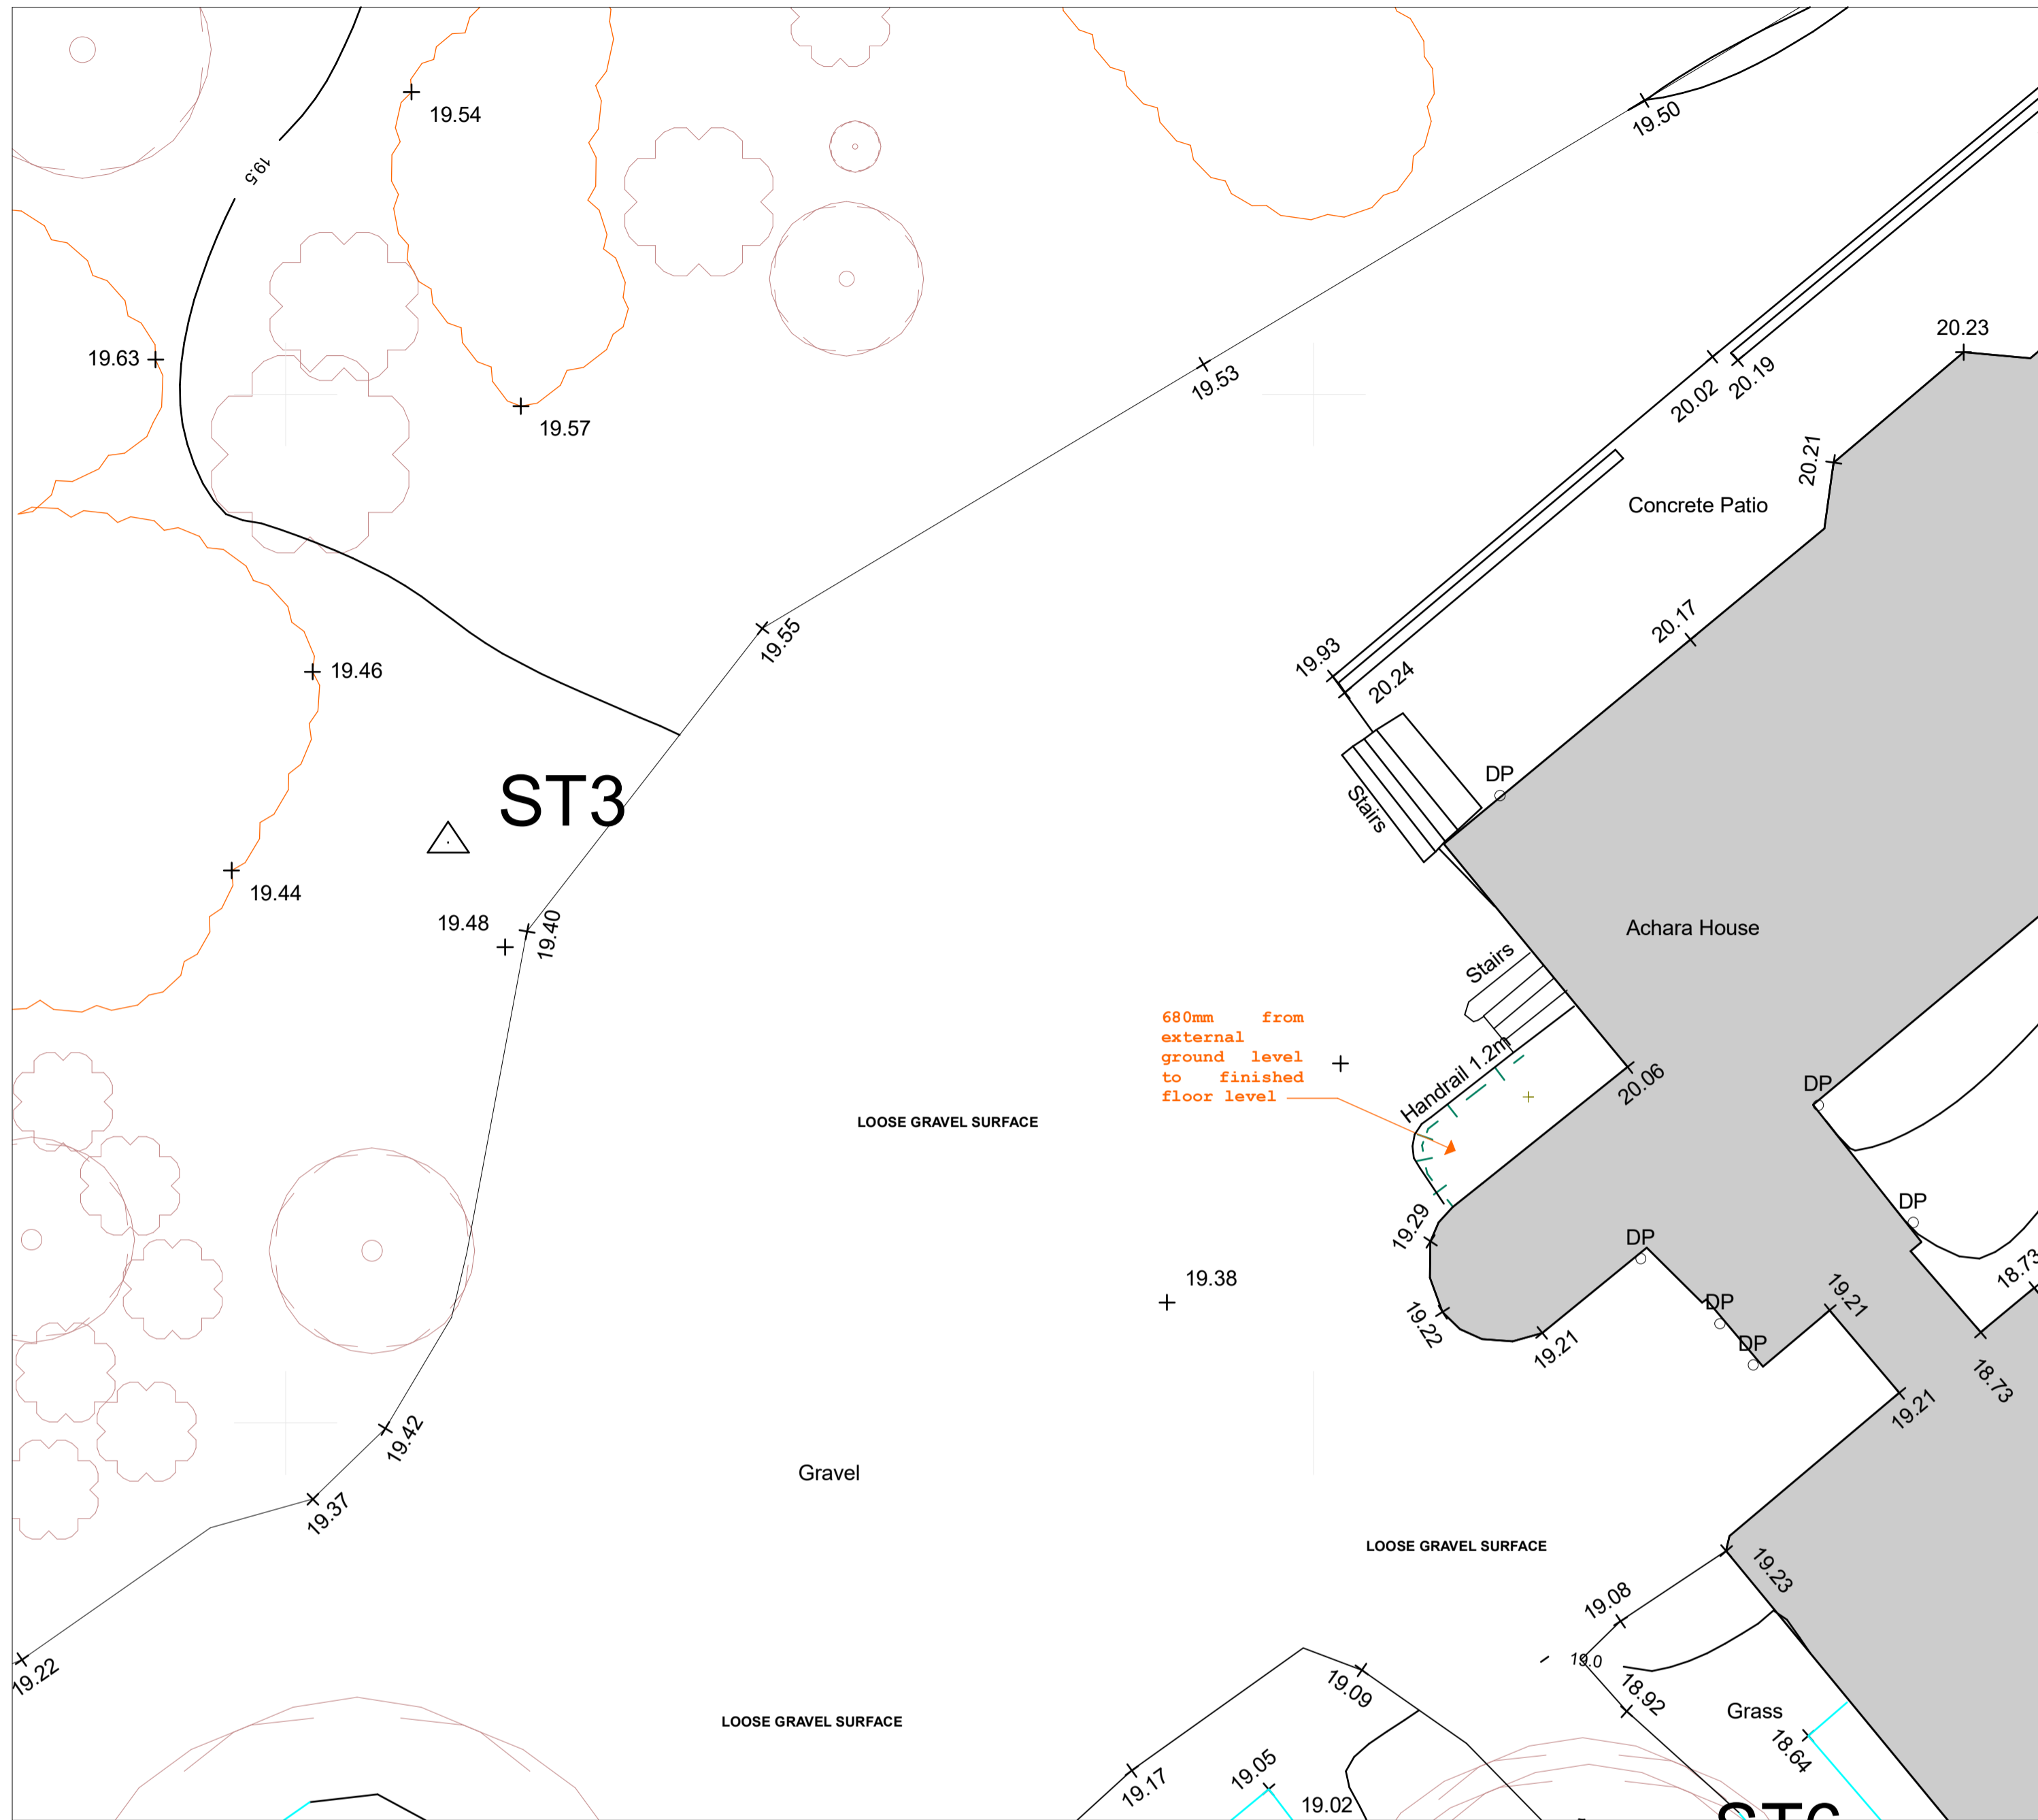 19.54
19.50
19.5
20.23
19.63
19.53
20.02
20.19
19.57
20.21
Concrete Patio
19.55
20.17
19.46
19.93
20.24
DP
ST3
Stairs
19.44
19.48
19.40
Achara House
Stairs
680mm from
external
ground level
to finished
floor level
Handrail 1.2m
20.06
DP
LOOSE GRAVEL SURFACE
19.29
DP
DP
19.38
18.73
DP
19.21
19.22
19.21
DP
18.73
19.21
19.42
Gravel
19.37
LOOSE GRAVEL SURFACE
19.23
19.08
19.0
19.22
19.09
18.92
Grass
LOOSE GRAVEL SURFACE
18.64
19.17
19.05
19.02
ST6